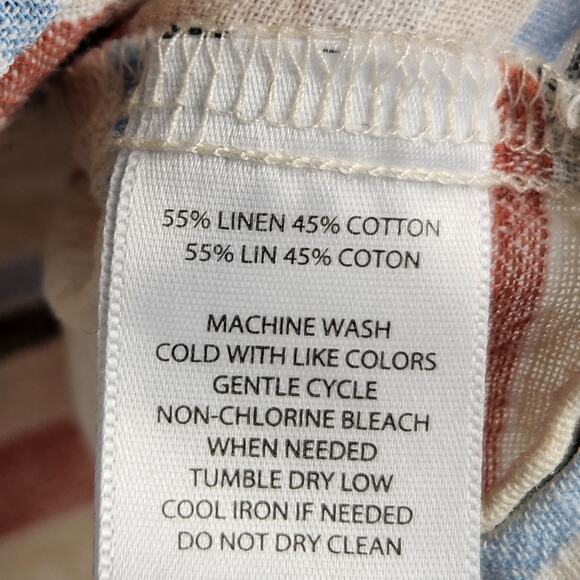 55% LINEN 45% COTTON
55% LIN 45% COTON
MACHINE WASH
COLD WITH LIKE COLORS
GENTLE CYCLE
NON-CHLORINE BLEACH
WHEN NEEDED
TUMBLE DRY LOW
COOL IRON IF NEEDED
DO NOT DRY CLEAN